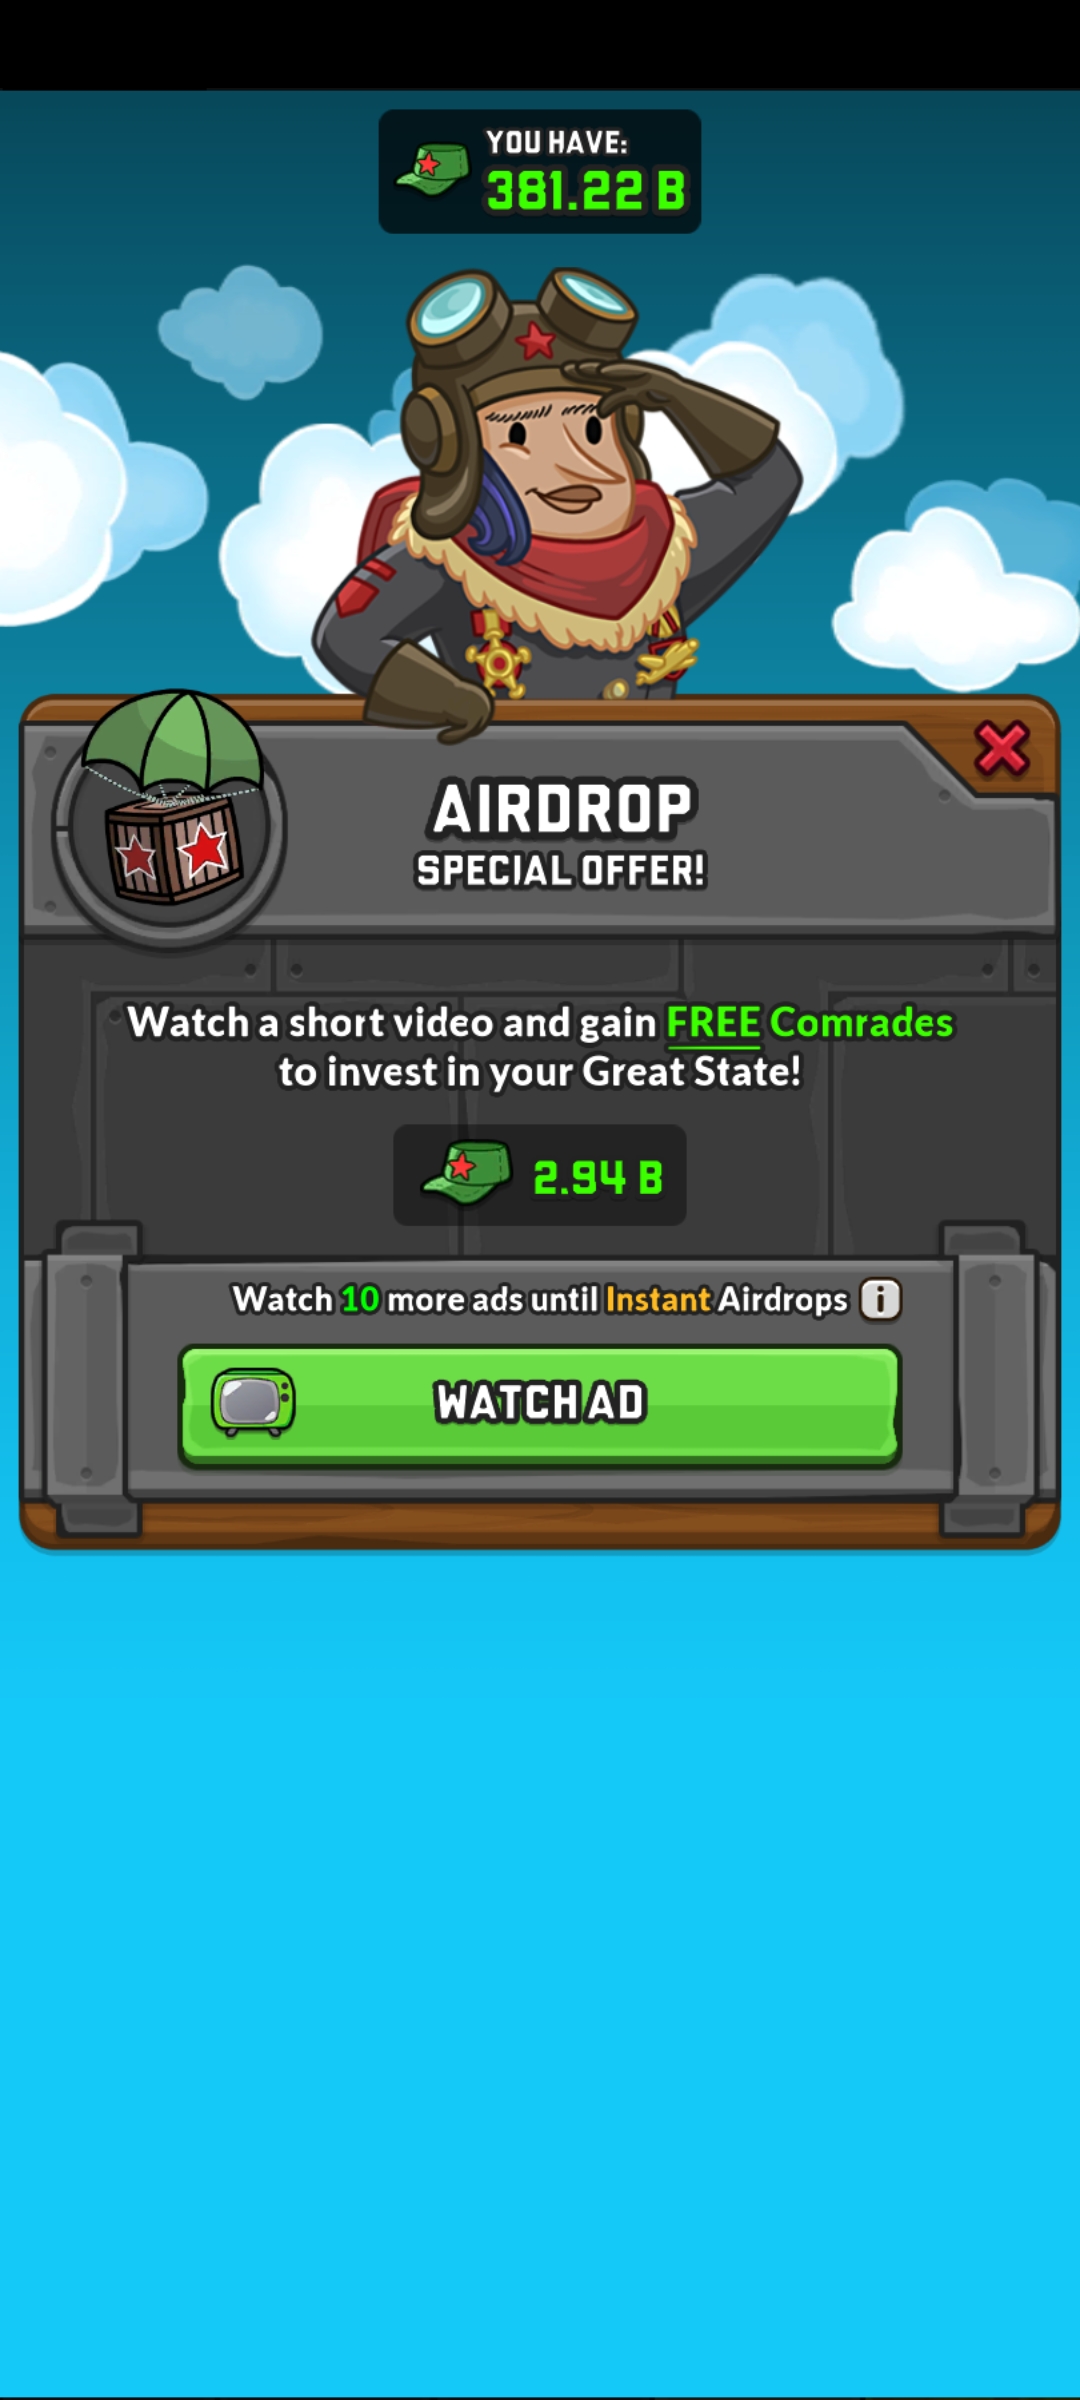 YOU HAVE:
381.22 B
AIRDROP
SPECIAL OFFER!
Watch a short video and gain FREE Comrades
to invest in your Great State!
2.94 B
Watch 10 more ads until Instant Airdrops i
WATCH AD